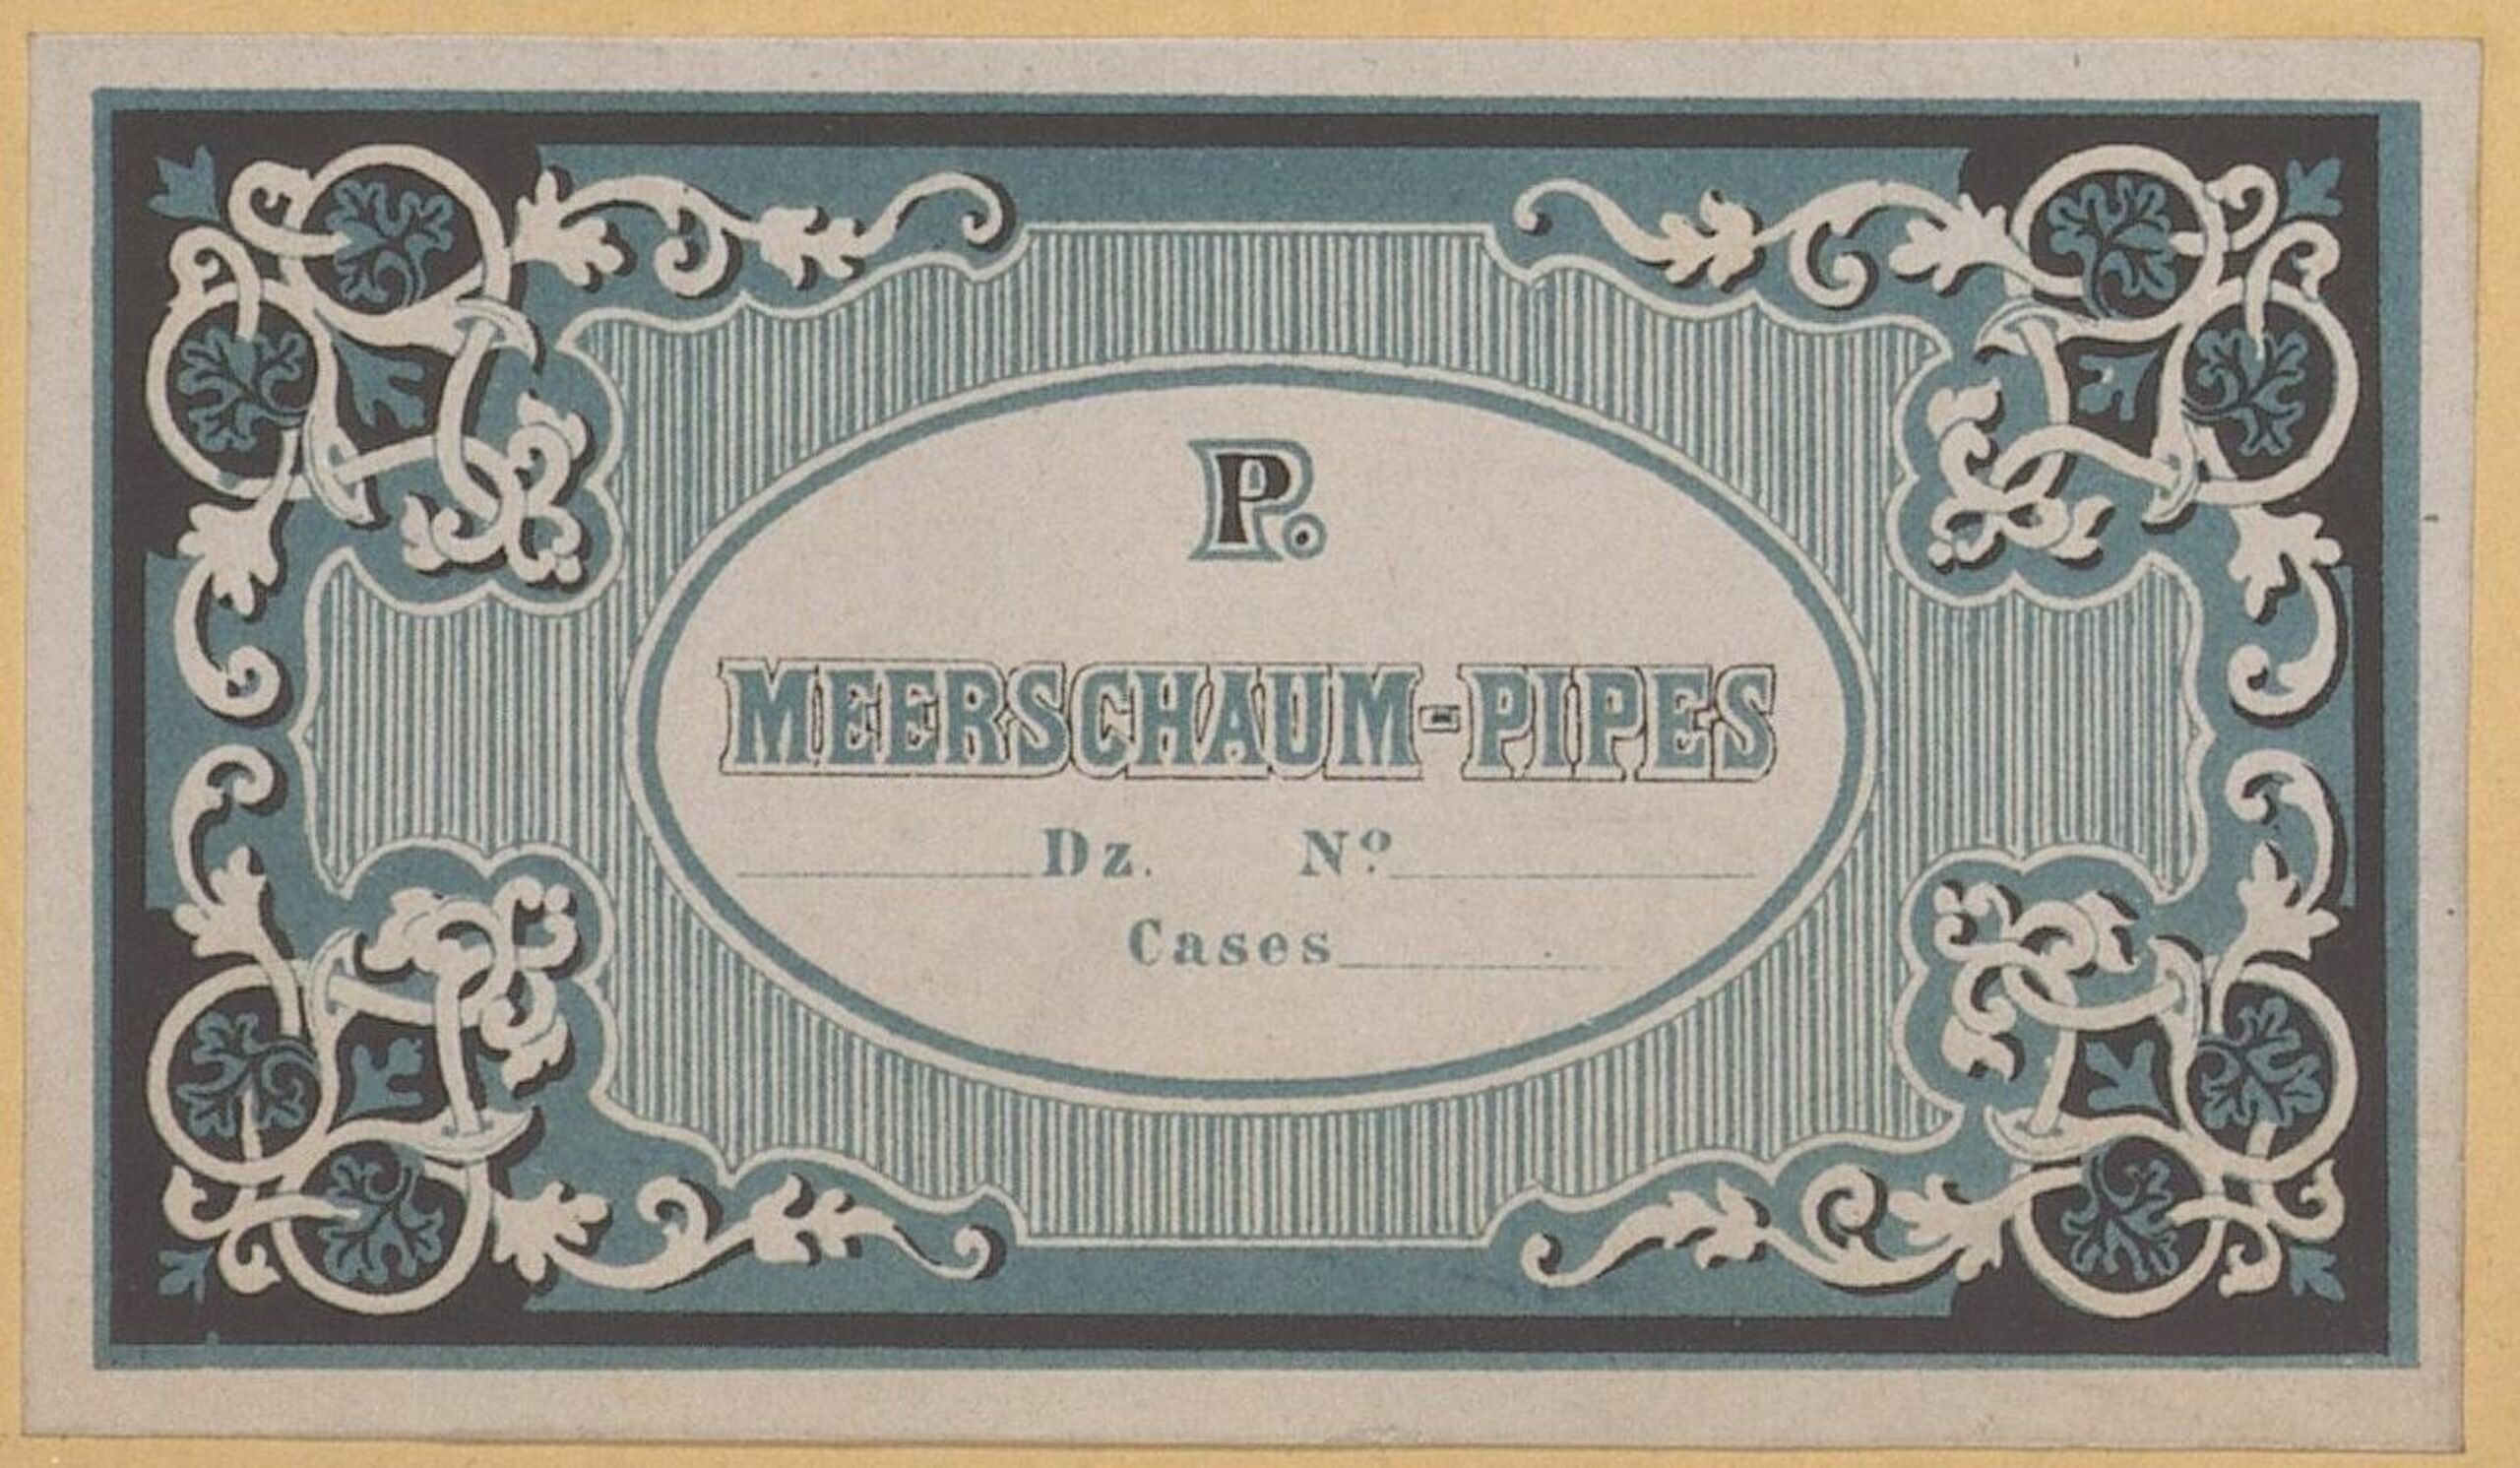 P.
MEERSCHAUM-PIPES
Dz. Nº
Cases